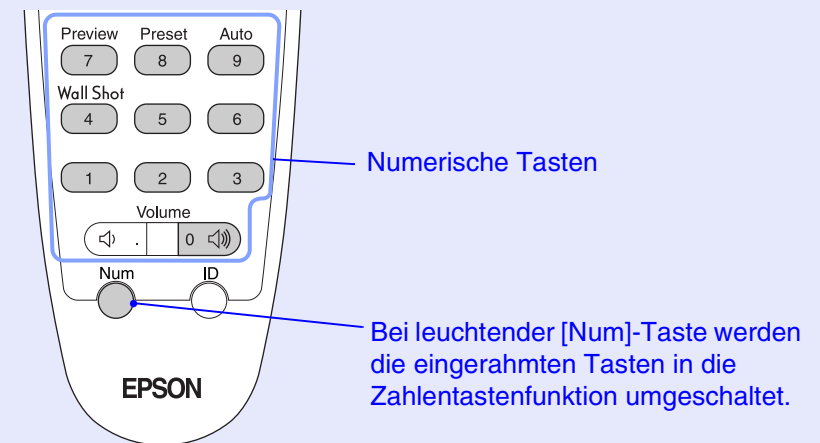 Preview Preset Auto
7 8 9
Wall Shot
4 5 6
Numerische Tasten
1 2 3
Volume
. 0
Num ID
Bei leuchtender [Num]-Taste werden
die eingerahmten Tasten in die
Zahlentastenfunktion umgeschaltet.
EPSON